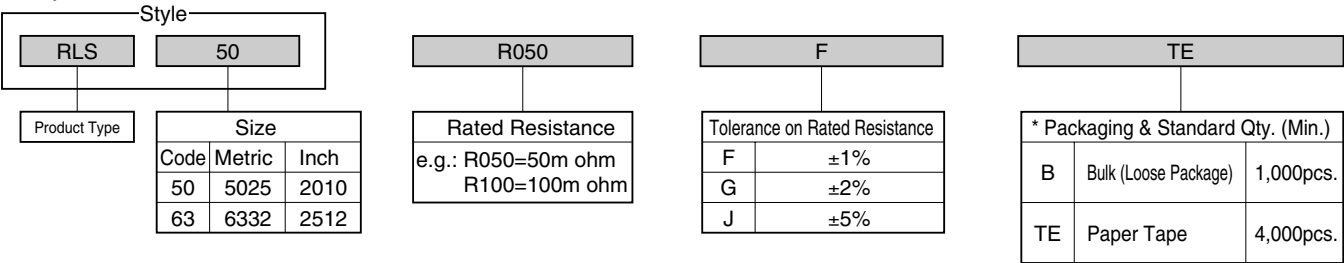 Style
RLS 50 R050 F TE
Product Type
Size
Code Metric Inch
50 5025 2010
63 6332 2512
Rated Resistance
e.g.: R050=50m ohm
R100=100m ohm
Tolerance on Rated Resistance
F ±1%
G ±2%
J ±5%
* Packaging & Standard Qty. (Min.)
B Bulk (Loose Package) 1,000pcs.
TE Paper Tape 4,000pcs.